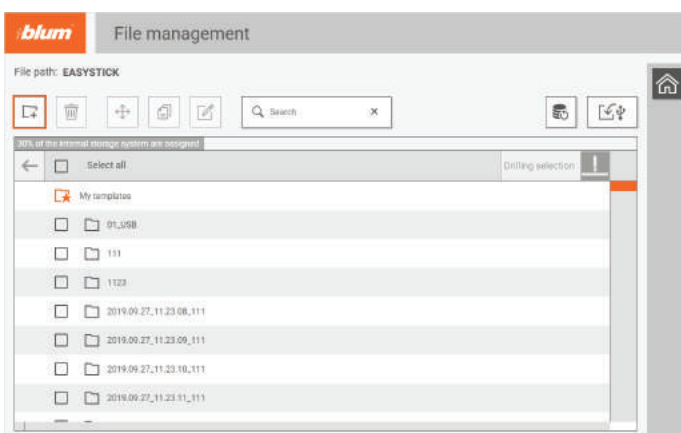 blum
File management
File path: EASYSTICK
Search
30% of the internal storage system are assigned
Select all
Drilling selection
My templates
01_USB
111
1123
2019.09.27_11.23.08_111
2019.09.27_11.23.09_111
2019.09.27_11.23.10_111
2019.09.27_11.23.11_111